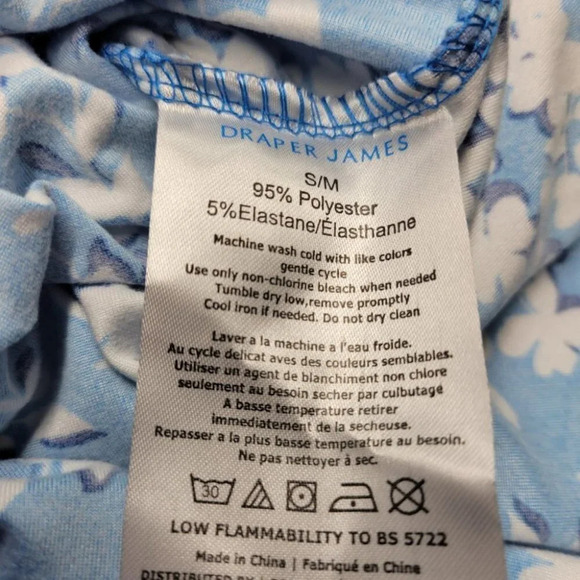 DRAPER JAMES
S/M
95% Polyester
5%Elastane/Élasthanne
Machine wash cold with like colors
gentle cycle
Use only non-chlorine bleach when needed
Tumble dry low,remove promptly
Cool iron if needed. Do not dry clean
Laver a la machine a l'eau froide.
Au cycle delicat aves des couleurs semblables.
Utiliser un agent de blanchiment non chlore
seulement au besoin secher par culbutage
A basse temperature retirer
immediatement de la secheuse.
Repasser a la plus basse temperature au besoin.
Ne pas nettoyer à sec.
30
LOW FLAMMABILITY TO BS 5722
Made in China | Fabriqué en Chine
DISTRIBUTED BY